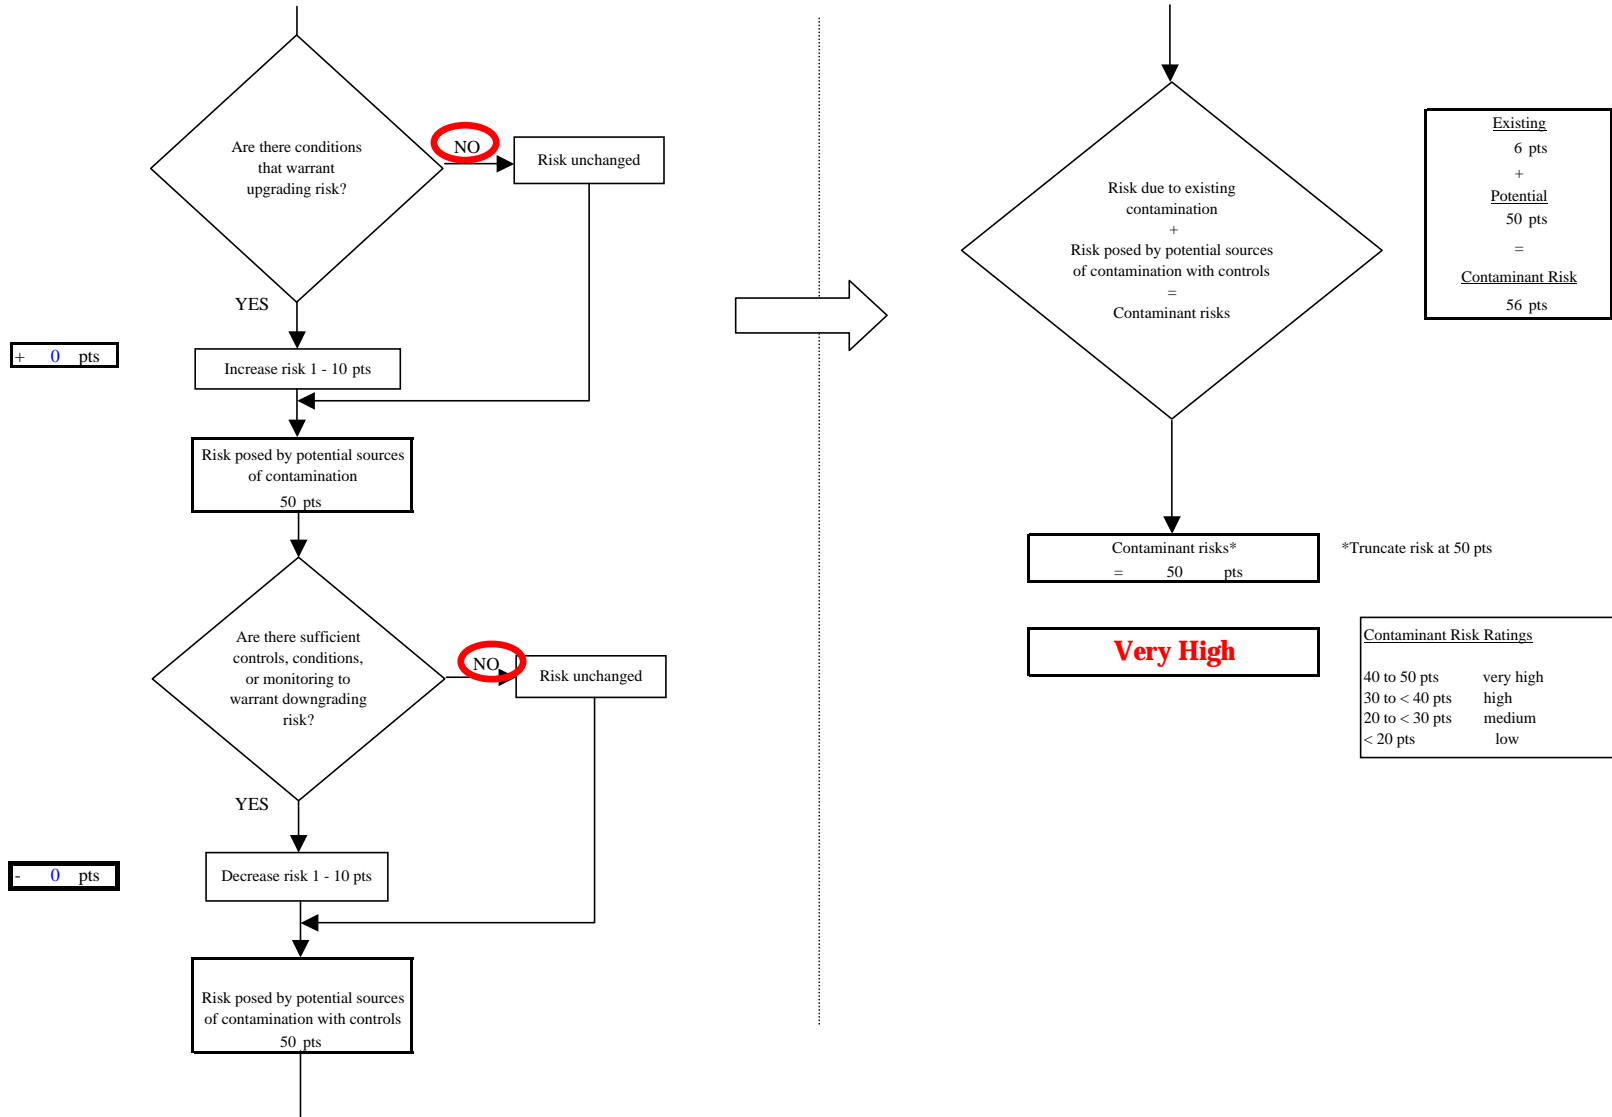 Are there conditions
that warrant
upgrading risk?
NO
Risk unchanged
YES
+ 0 pts
Increase risk 1 - 10 pts
Risk posed by potential sources
of contamination
50 pts
Are there sufficient
controls, conditions,
or monitoring to
warrant downgrading
risk?
NO
Risk unchanged
YES
- 0 pts
Decrease risk 1 - 10 pts
Risk posed by potential sources
of contamination with controls
50 pts
Risk due to existing
contamination
+
Risk posed by potential sources
of contamination with controls
=
Contaminant risks
Existing
6 pts
+
Potential
50 pts
=
Contaminant Risk
56 pts
Contaminant risks*
= 50 pts
*Truncate risk at 50 pts
Very High
Contaminant Risk Ratings
40 to 50 pts very high
30 to < 40 pts high
20 to < 30 pts medium
< 20 pts low